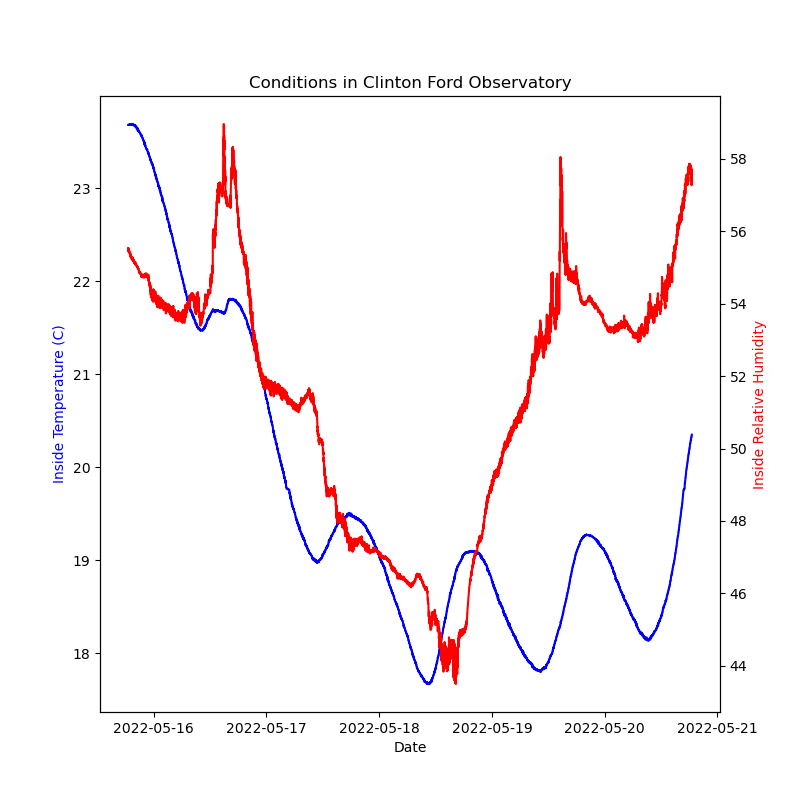 Conditions in Clinton Ford Observatory
Inside Temperature (C)
23
22
21
20
19
18
58
56
54
52
50
48
46
44
Inside Relative Humidity
2022-05-16 2022-05-17 2022-05-18 2022-05-19 2022-05-20 2022-05-21
Date